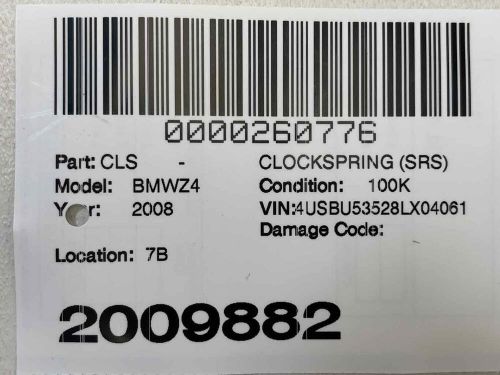 0000260776
Part: CLS - CLOCKSPRING (SRS)
Model: BMWZ4 Condition: 100K
Year: 2008 VIN:4USBU53528LX04061
Damage Code:
Location: 7B
2009882